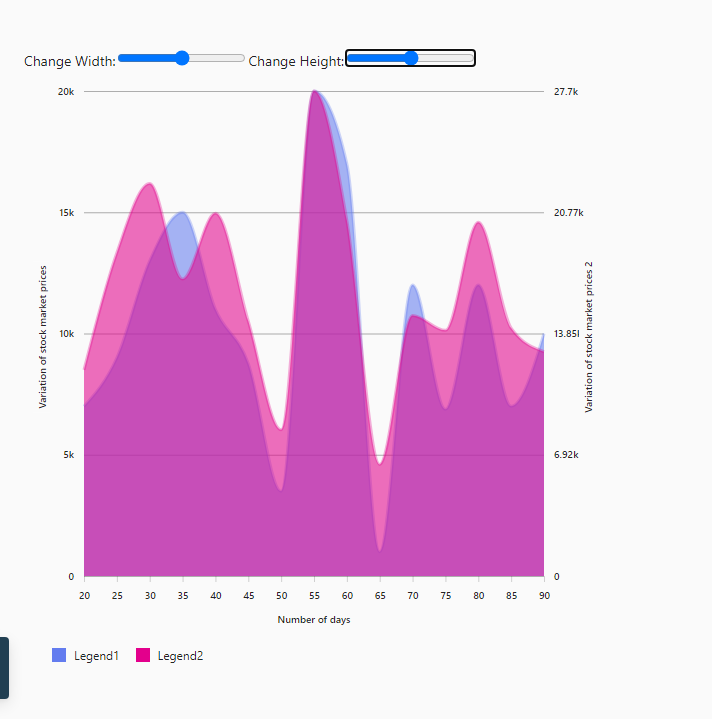 Change Width: Change Height:
20k 27.7k
15k 20.77k
Variation of stock market prices
Variation of stock market prices 2
10k 13.85l
5k 6.92k
0 0
20 25 30 35 40 45 50 55 60 65 70 75 80 85 90
Number of days
Legend1 Legend2